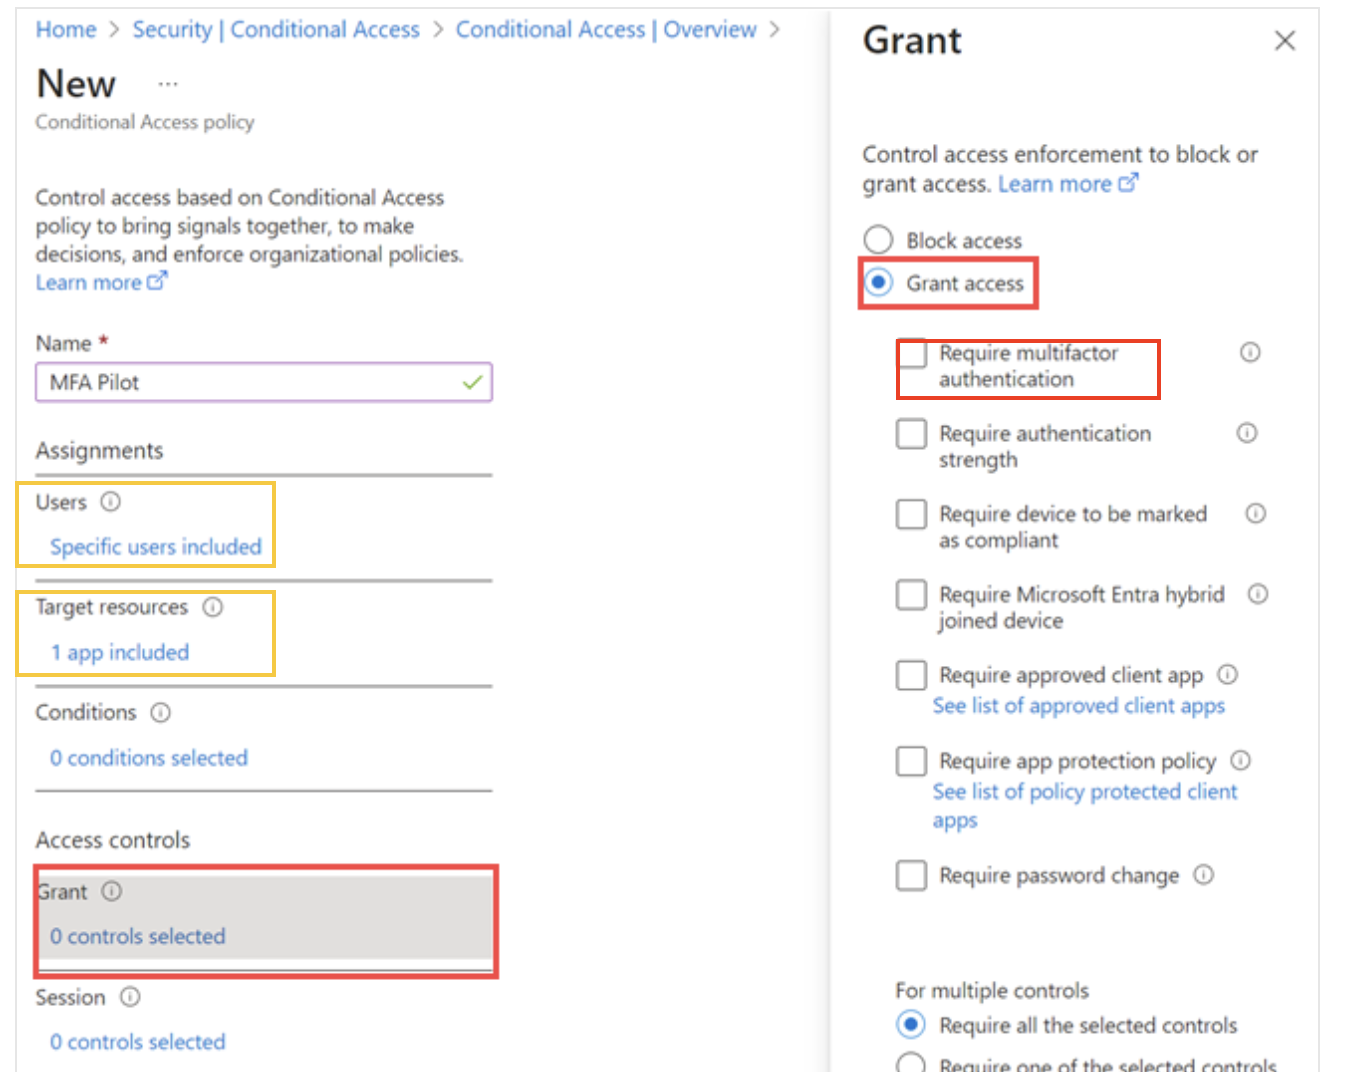 Home > Security | Conditional Access > Conditional Access | Overview >
New ...
Conditional Access policy
Control access based on Conditional Access
policy to bring signals together, to make
decisions, and enforce organizational policies.
Learn more
Name *
MFA Pilot
Assignments
Users
Specific users included
Target resources
1 app included
Conditions
0 conditions selected
Access controls
Grant
0 controls selected
Session
0 controls selected
Grant
Control access enforcement to block or
grant access. Learn more
Block access
Grant access
Require multifactor
authentication
Require authentication
strength
Require device to be marked
as compliant
Require Microsoft Entra hybrid
joined device
Require approved client app
See list of approved client apps
Require app protection policy
See list of policy protected client
apps
Require password change
For multiple controls
Require all the selected controls
Require one of the selected controls